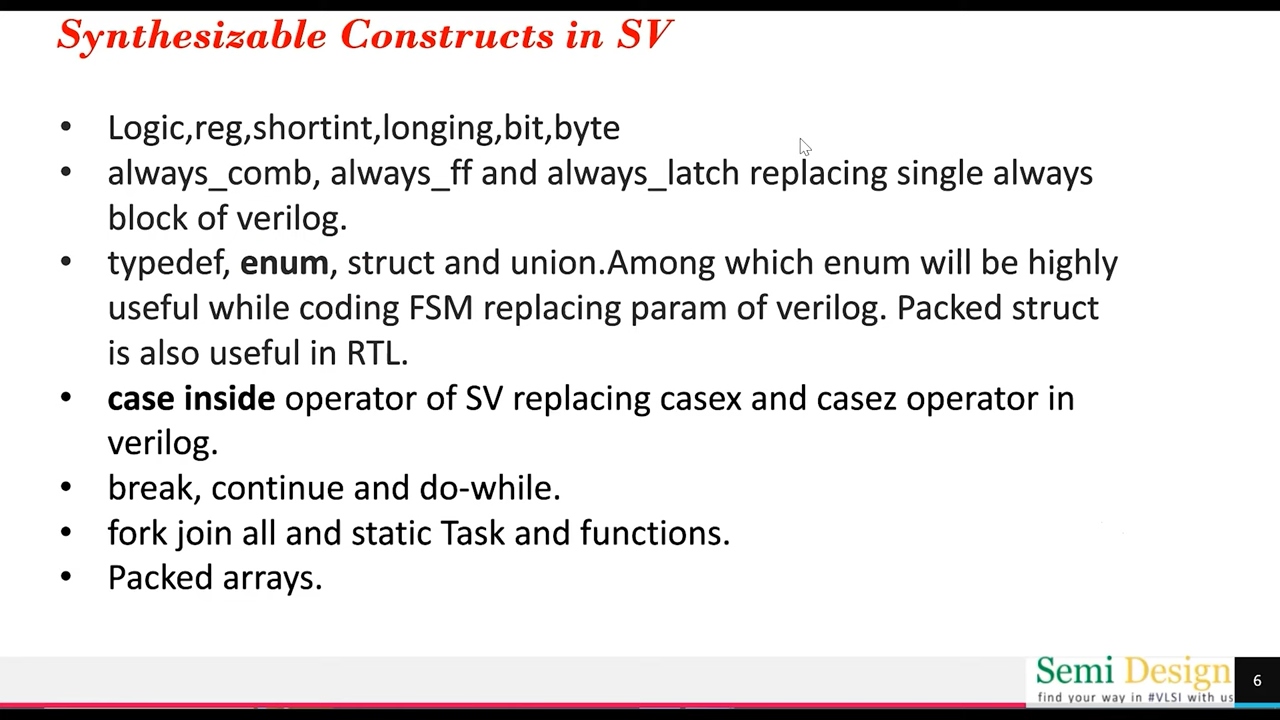 Synthesizable Constructs in SV
• Logic,reg,shortint,longing,bit,byte
• always_comb, always_ff and always_latch replacing single always
block of verilog.
• typedef, enum, struct and union.Among which enum will be highly
useful while coding FSM replacing param of verilog. Packed struct
is also useful in RTL.
• case inside operator of SV replacing casex and casez operator in
verilog.
• break, continue and do-while.
• fork join all and static Task and functions.
• Packed arrays.
Semi Design
find your way in #VLSI with us
6